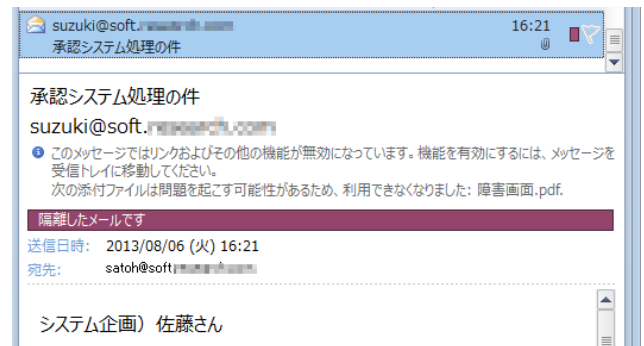 suzuki@soft.
16:21
承認システム処理の件
承認システム処理の件
suzuki@soft.
このメッセージではリンクおよびその他の機能が無効になっています。機能を有効にするには、メッセージを
受信トレイに移動してください。
次の添付ファイルは問題を起こす可能性があるため、利用できなくなりました: 障害画面.pdf.
隔離したメールです
送信日時: 2013/08/06 (火) 16:21
宛先: satoh@soft
システム企画）佐藤さん